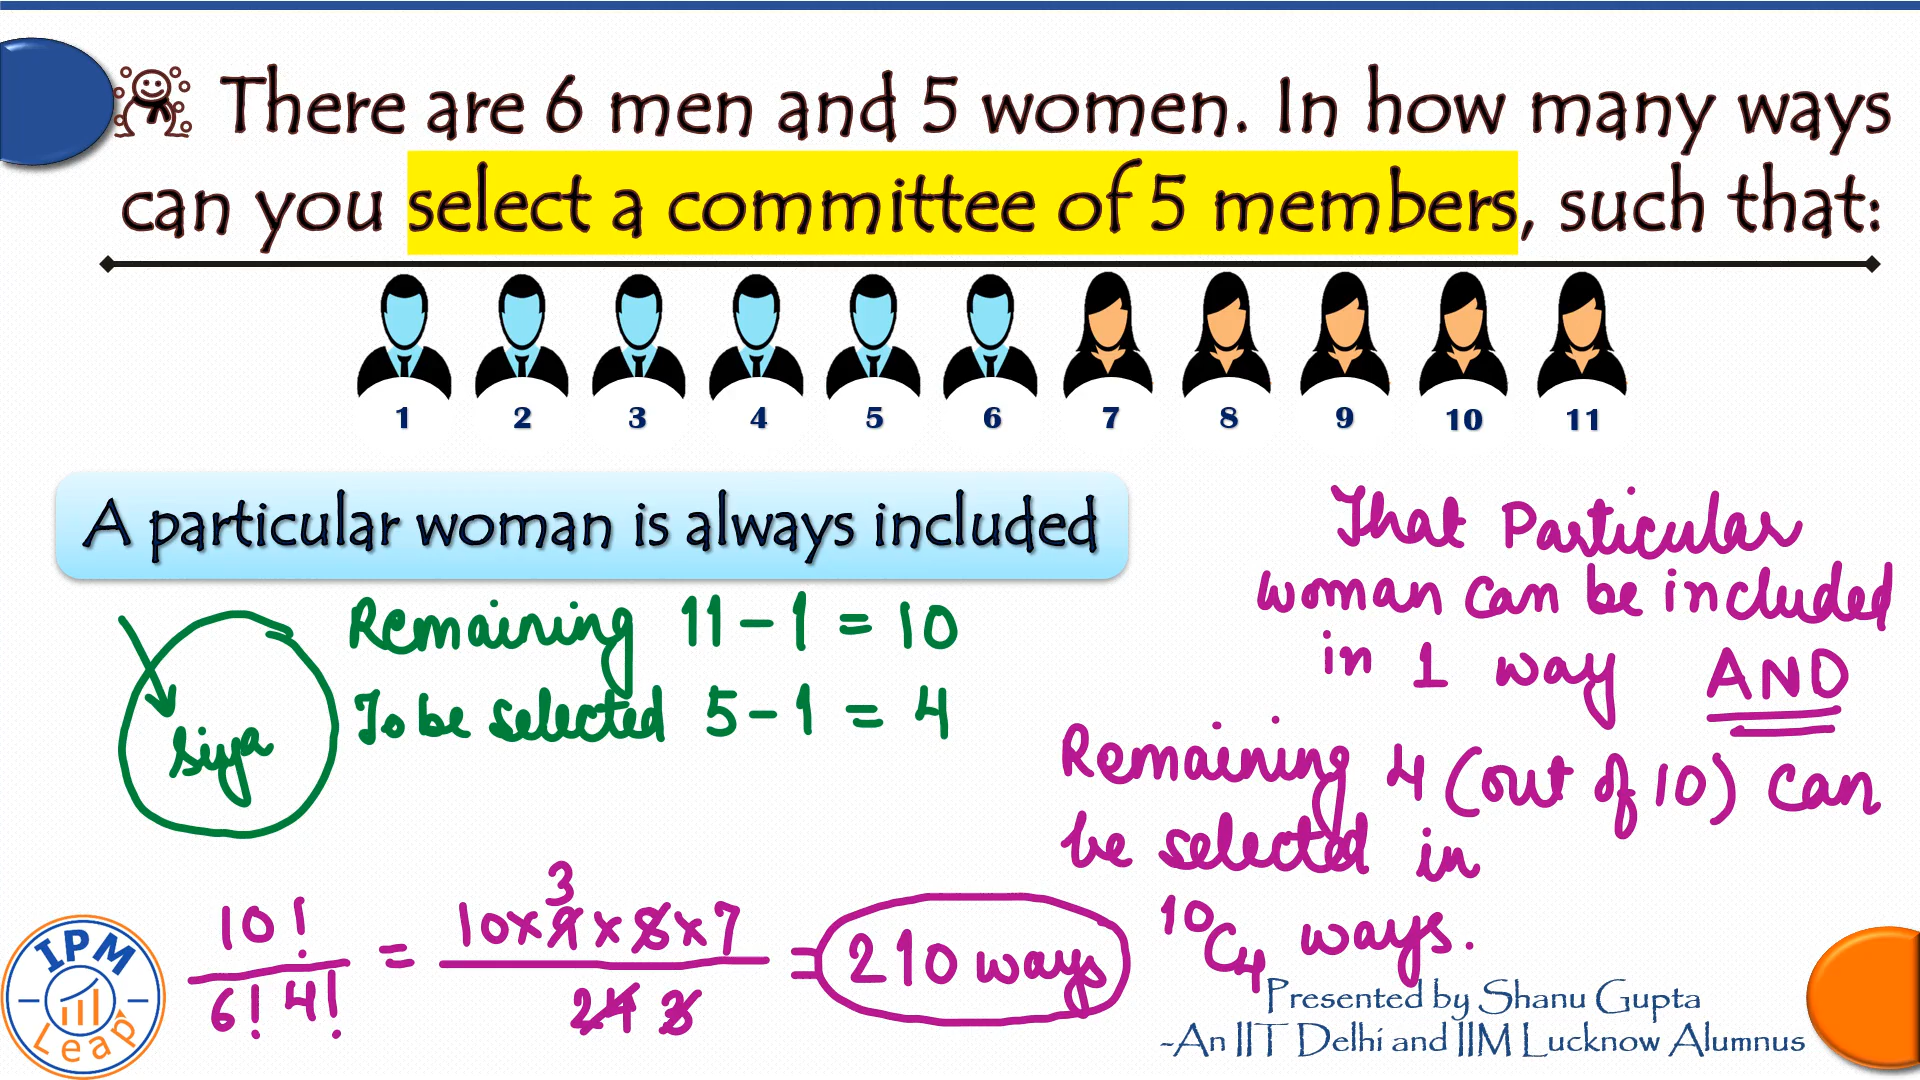 There are 6 men and 5 women. In how many ways
can you select a committee of 5 members, such that:
1 2 3 4 5 6 7 8 9 10 11
A particular woman is always included
siya
Remaining 11 - 1 = 10
To be selected 5 - 1 = 4
That Particular
woman can be included
in 1 way AND
Remaining 4 (out of 10) can
be selected in
¹⁰C₄ ways.
10! / 6! 4! = 10 × 9 × 8 × 7 / 24 3 = 210 ways
3
IPM
Leap
Presented by Shanu Gupta
-An IIT Delhi and IIM Lucknow Alumnus